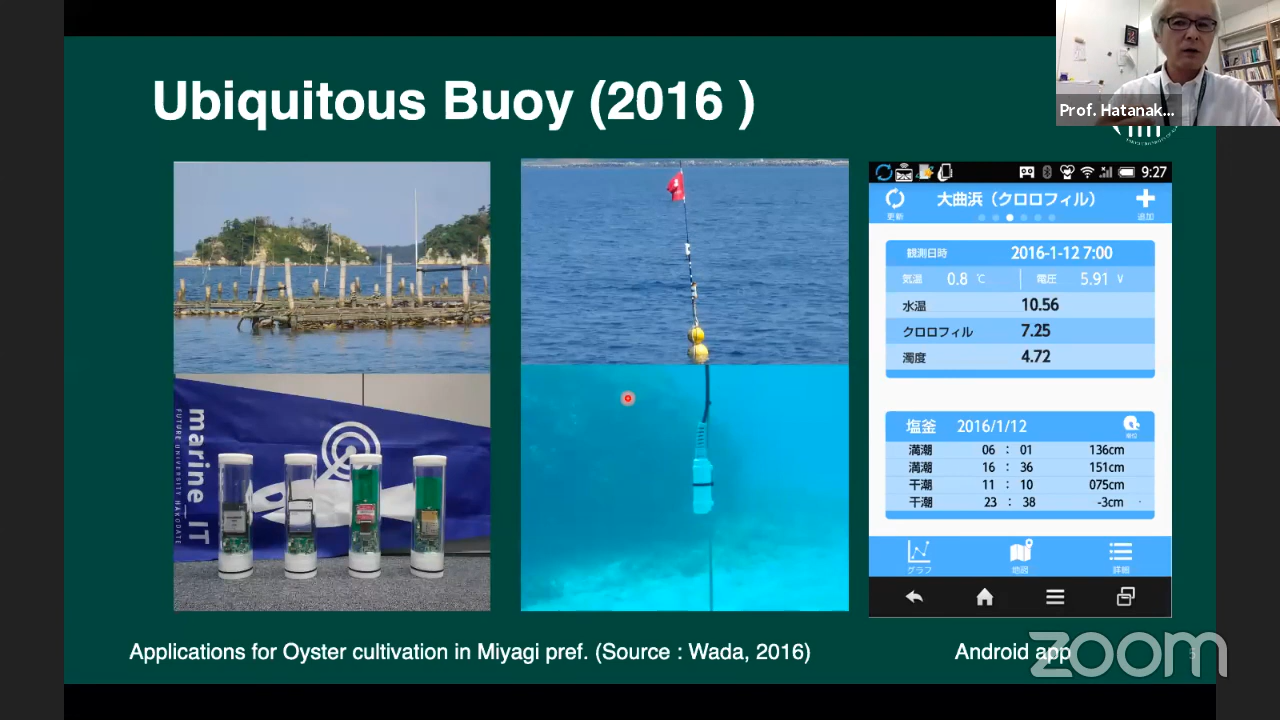 Ubiquitous Buoy (2016 )
Prof. Hatanak...
marine_IT
FUTURE UNIVERSITY HAKODATE
9:27
更新
大曲浜（クロロフィル）
追加
観測日時 2016-1-12 7:00
気温 0.8 ℃ 電圧 5.91 V
水温 10.56
クロロフィル 7.25
濁度 4.72
塩釜 2016/1/12
満潮 06 : 01 136cm
満潮 16 : 36 151cm
干潮 11 : 10 075cm
干潮 23 : 38 -3cm
グラフ 地図 詳細
Applications for Oyster cultivation in Miyagi pref. (Source : Wada, 2016)
Android app
zoom